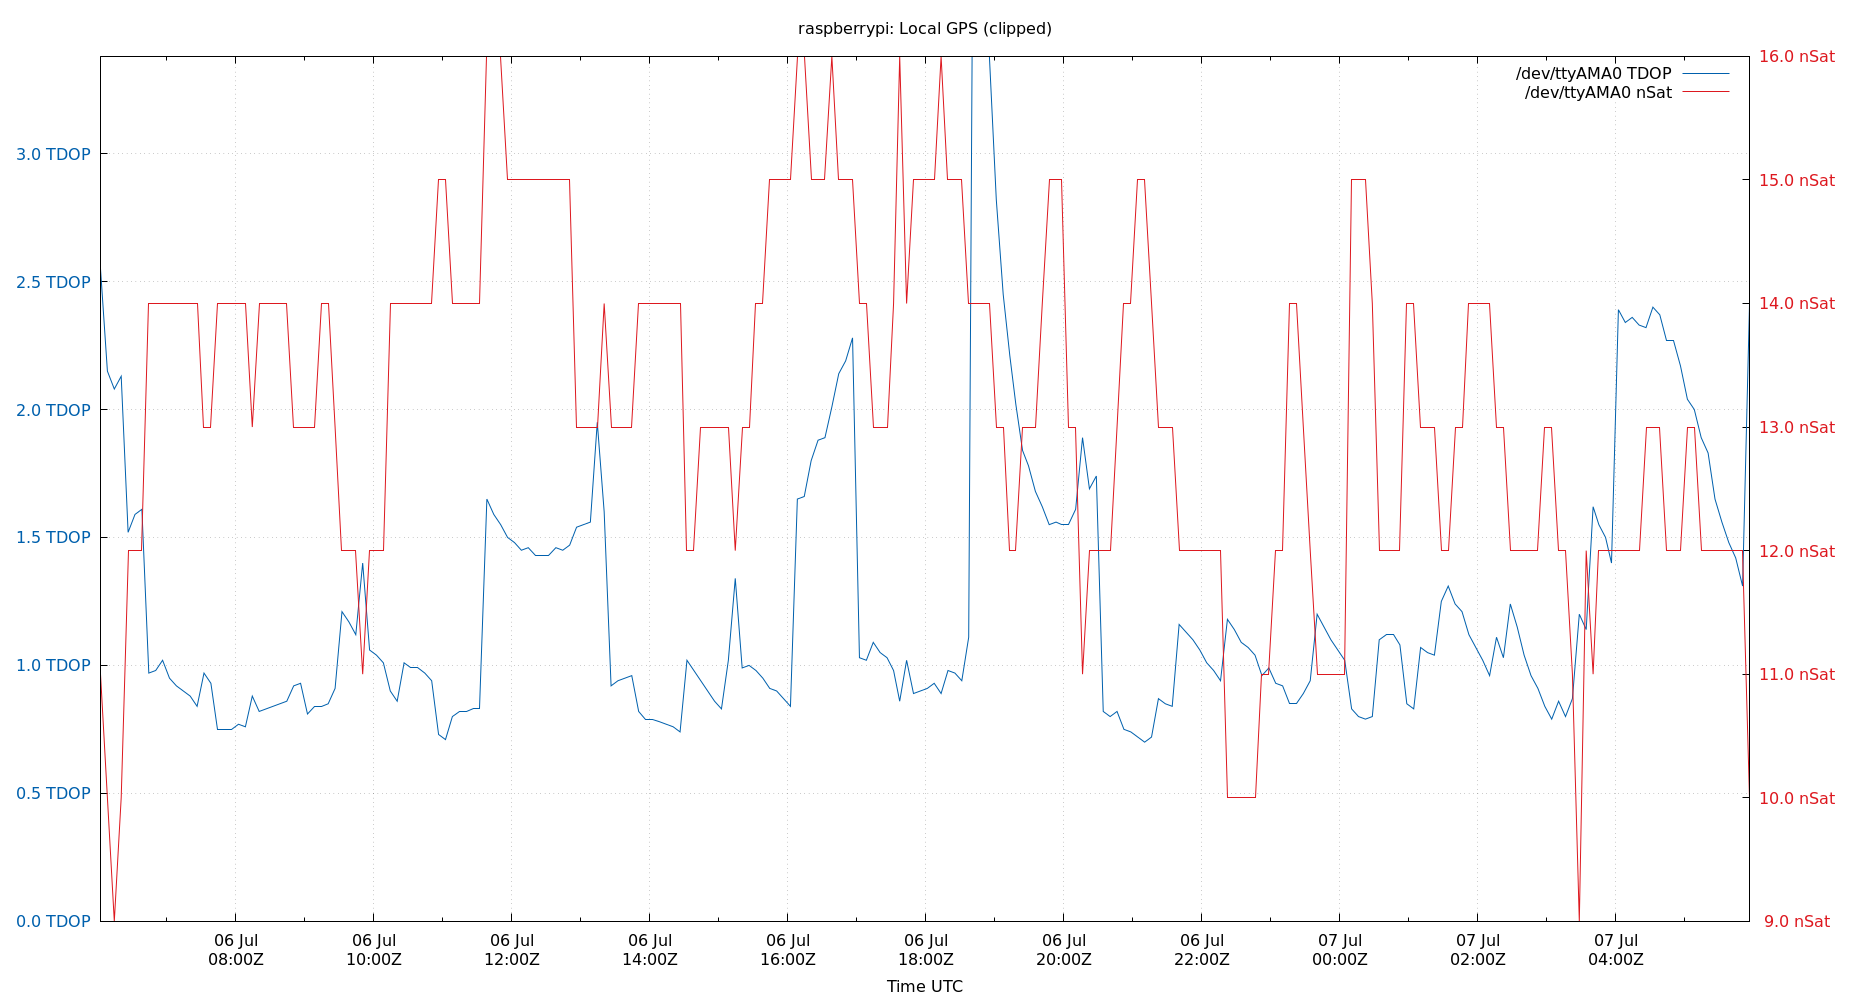 raspberrypi: Local GPS (clipped)
/dev/ttyAMA0 TDOP
/dev/ttyAMA0 nSat
3.0 TDOP
2.5 TDOP
2.0 TDOP
1.5 TDOP
1.0 TDOP
0.5 TDOP
0.0 TDOP
16.0 nSat
15.0 nSat
14.0 nSat
13.0 nSat
12.0 nSat
11.0 nSat
10.0 nSat
9.0 nSat
06 Jul
08:00Z
06 Jul
10:00Z
06 Jul
12:00Z
06 Jul
14:00Z
06 Jul
16:00Z
06 Jul
18:00Z
06 Jul
20:00Z
06 Jul
22:00Z
07 Jul
00:00Z
07 Jul
02:00Z
07 Jul
04:00Z
Time UTC